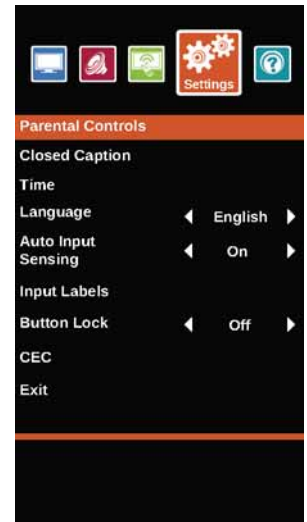 Settings
Parental Controls
Closed Caption
Time
Language English
Auto Input
Sensing On
Input Labels
Button Lock Off
CEC
Exit